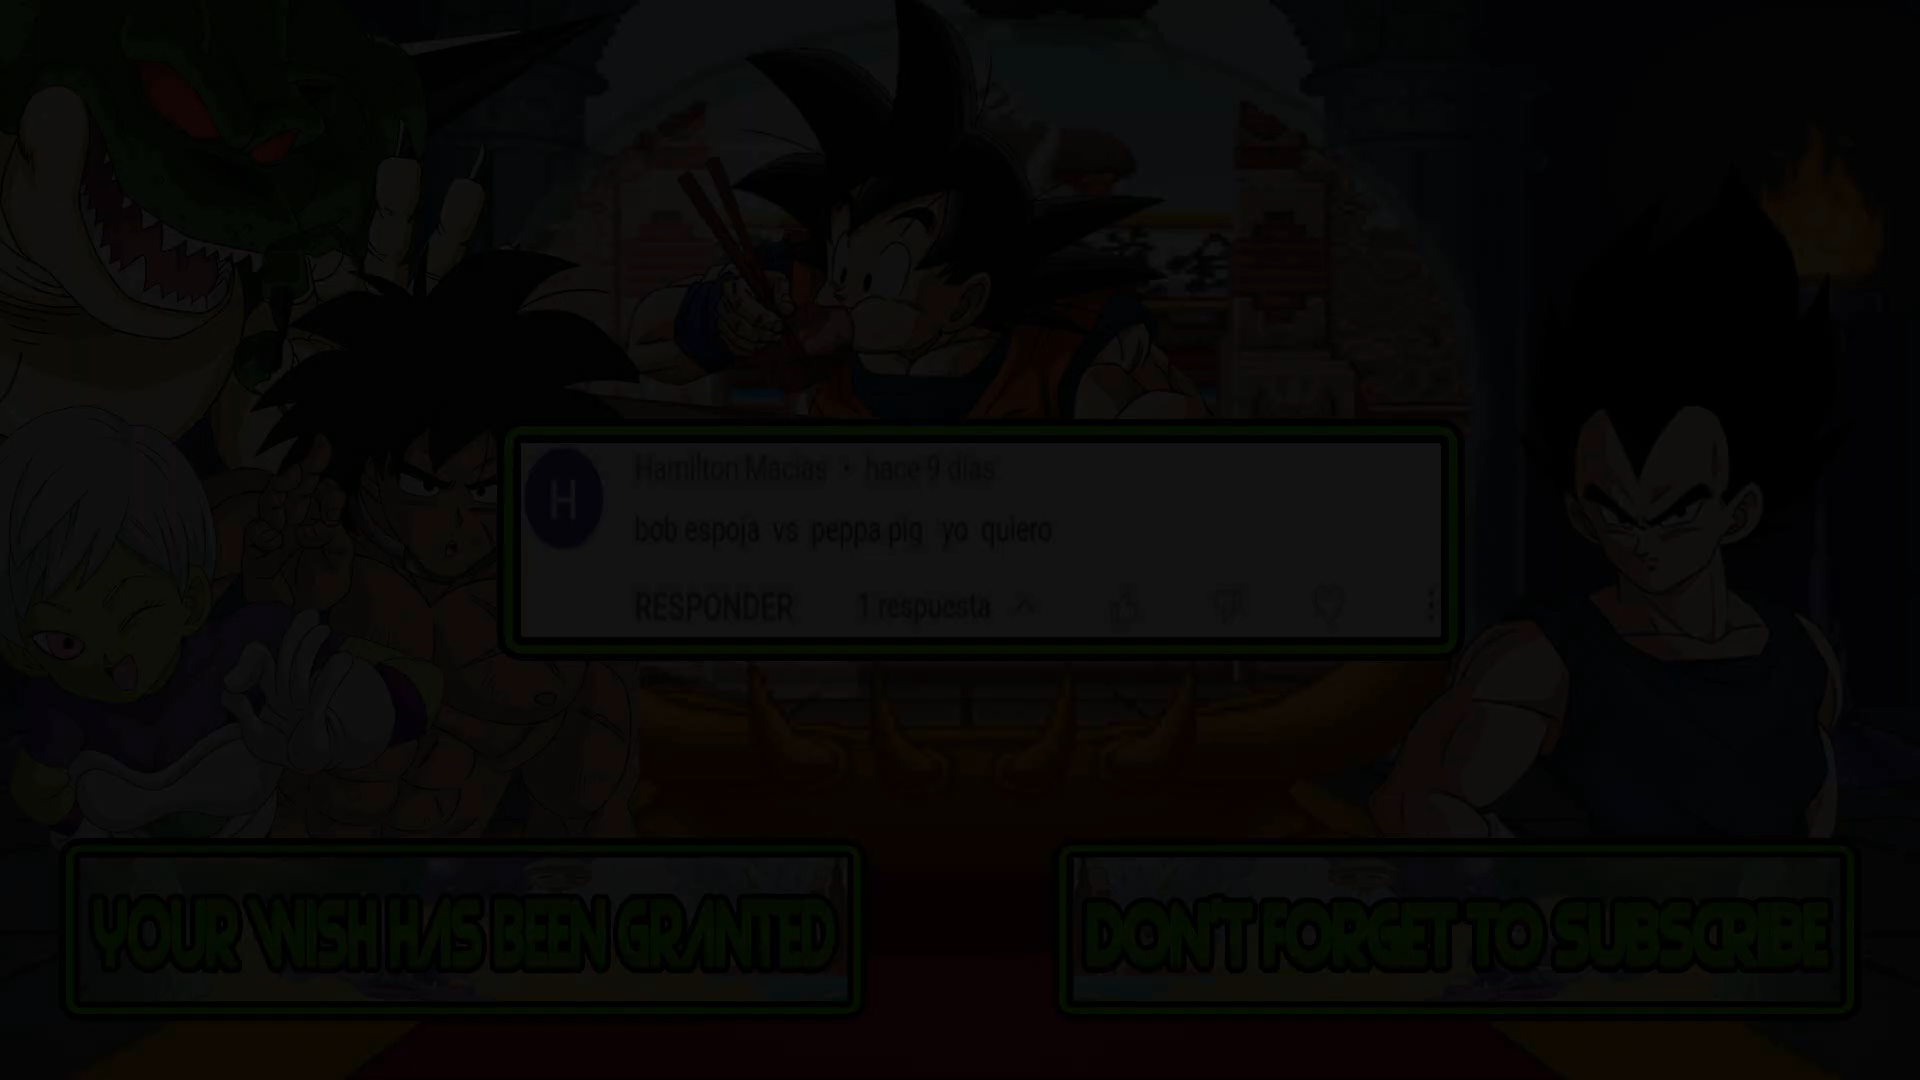 H
Hamilton Macias • hace 9 días
bob espoja vs peppa pig yo quiero
RESPONDER 1 respuesta
YOUR WISH HAS BEEN GRANTED
DON'T FORGET TO SUBSCRIBE